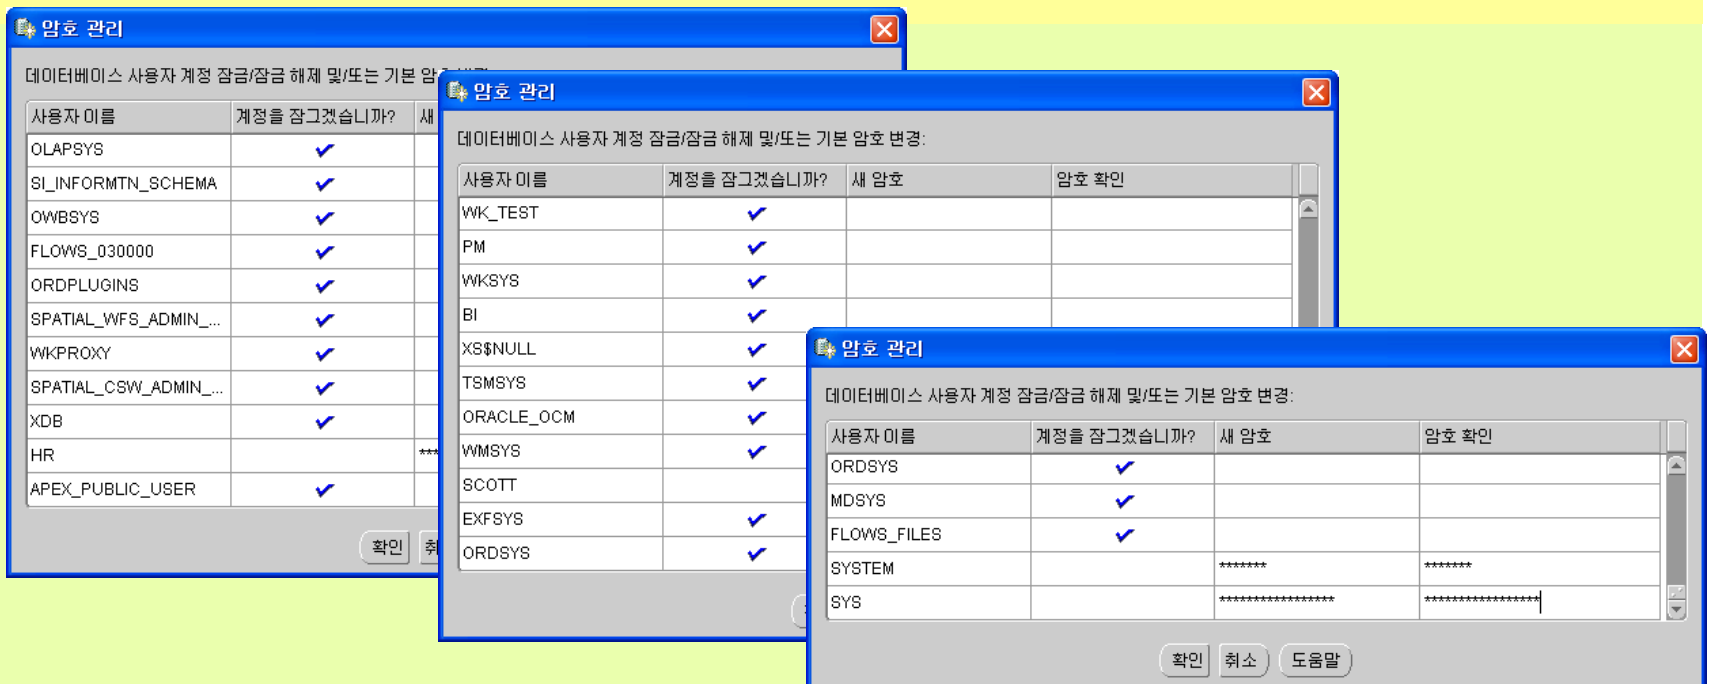 암호 관리
데이터베이스 사용자 계정 잠금/잠금 해제 및/또는 기본
사용자 이름 계정을 잠그겠습니까? 새
OLAPSYS
SI_INFORMTN_SCHEMA
OWBSYS
FLOWS_030000
ORDPLUGINS
SPATIAL_WFS_ADMIN_...
WKPROXY
SPATIAL_CSW_ADMIN_...
XDB
HR
APEX_PUBLIC_USER
확인
암호 관리
데이터베이스 사용자 계정 잠금/잠금 해제 및/또는 기본 암호 변경:
사용자 이름 계정을 잠그겠습니까? 새 암호 암호 확인
WK_TEST
PM
WKSYS
BI
XS$NULL
TSMSYS
ORACLE_OCM
WMSYS
SCOTT
EXFSYS
ORDSYS
암호 관리
데이터베이스 사용자 계정 잠금/잠금 해제 및/또는 기본 암호 변경:
사용자 이름 계정을 잠그겠습니까? 새 암호 암호 확인
ORDSYS
MDSYS
FLOWS_FILES
SYSTEM ******* *******
SYS ***************** *****************
확인 취소 도움말